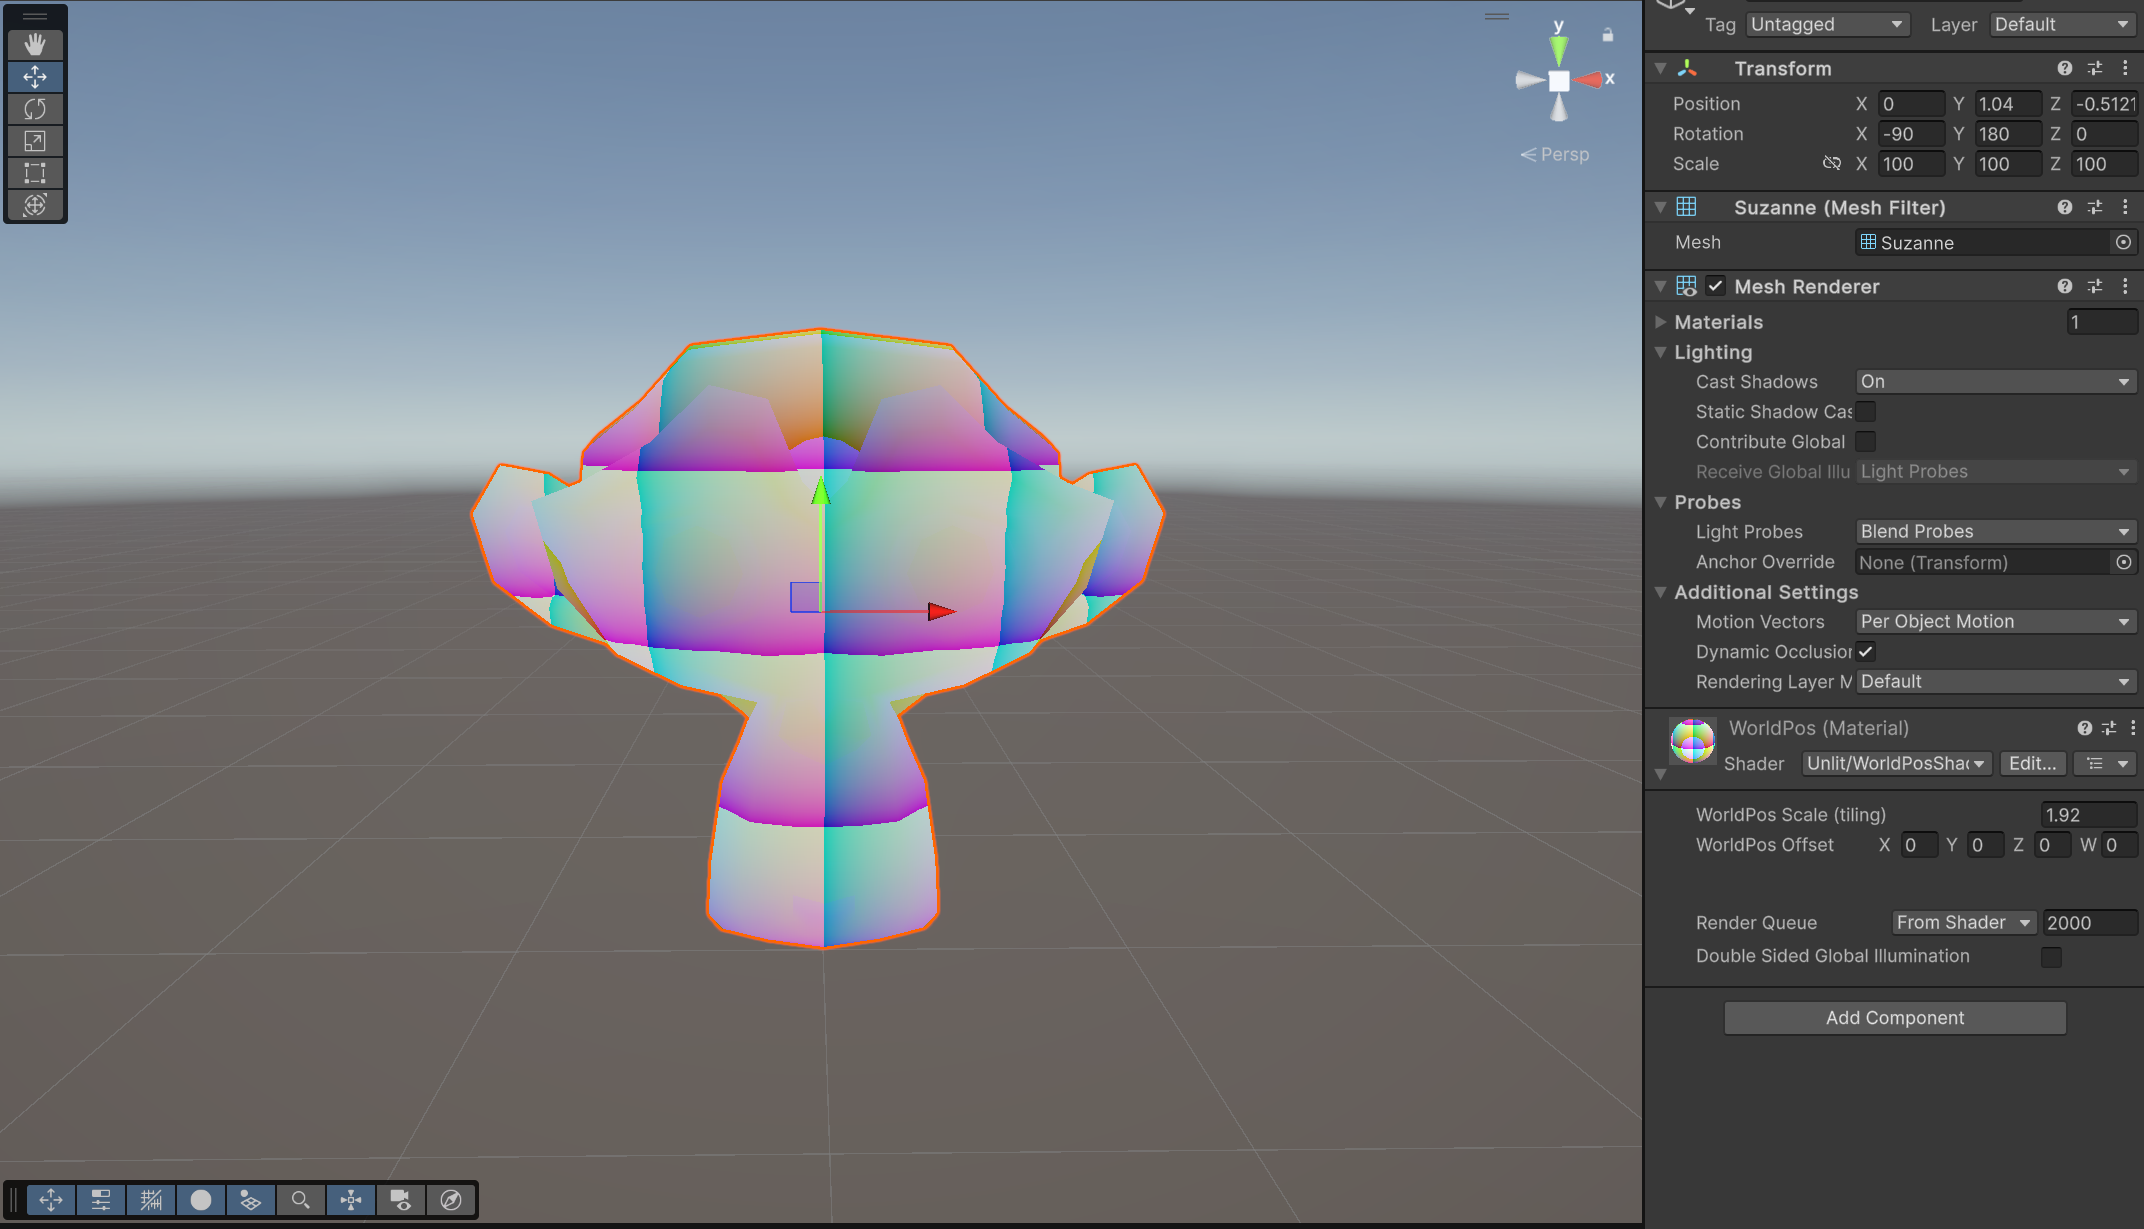 y
x
Persp
Tag Untagged Layer Default
Transform
Position X 0 Y 1.04 Z -0.5121
Rotation X -90 Y 180 Z 0
Scale X 100 Y 100 Z 100
Suzanne (Mesh Filter)
Mesh Suzanne
Mesh Renderer
Materials 1
Lighting
Cast Shadows On
Static Shadow Cas
Contribute Global
Receive Global Illu Light Probes
Probes
Light Probes Blend Probes
Anchor Override None (Transform)
Additional Settings
Motion Vectors Per Object Motion
Dynamic Occlusion
Rendering Layer M Default
WorldPos (Material)
Shader Unlit/WorldPosShad Edit...
WorldPos Scale (tiling) 1.92
WorldPos Offset X 0 Y 0 Z 0 W 0
Render Queue From Shader 2000
Double Sided Global Illumination
Add Component